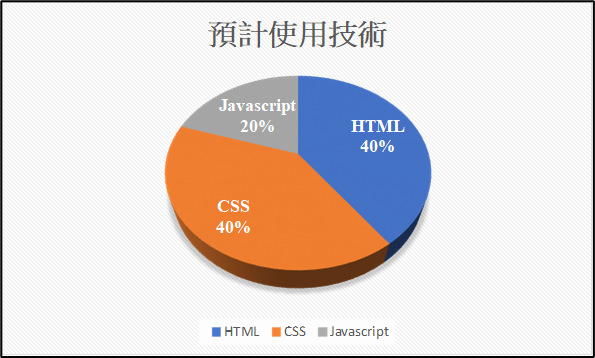 預計使用技術
Javascript
20%
HTML
40%
CSS
40%
HTML CSS Javascript